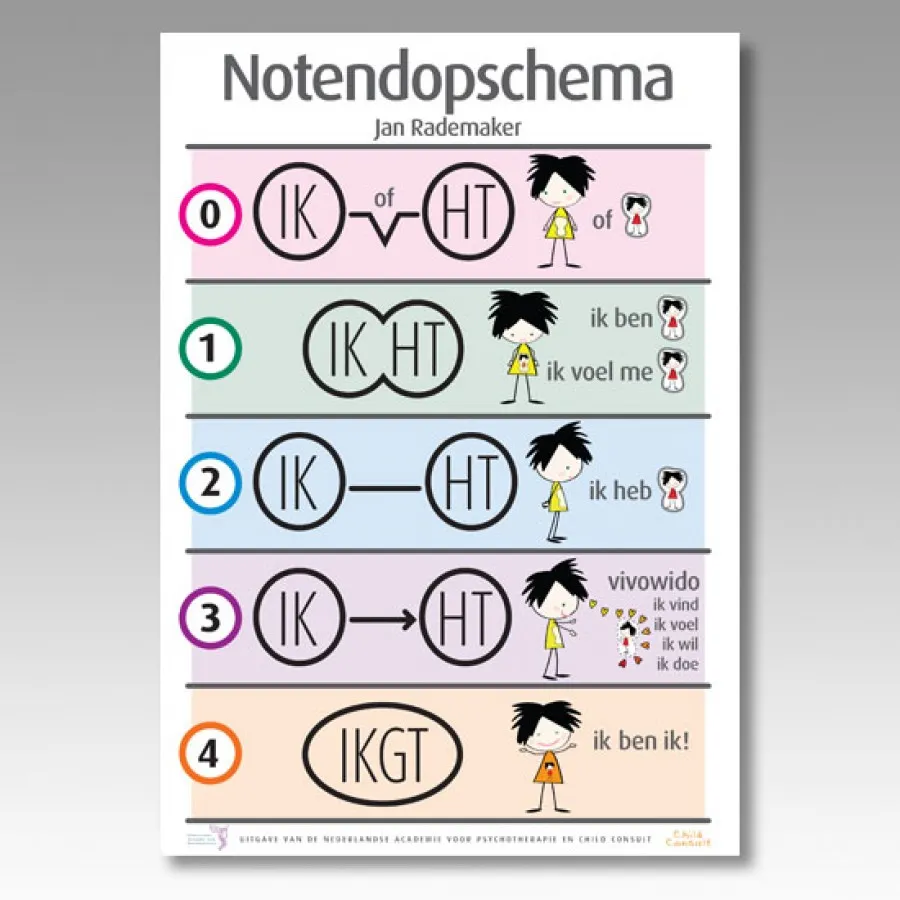 Notendopschema
Jan Rademaker
0
IK of HT
of
1
IK HT
ik ben
ik voel me
2
IK HT
ik heb
3
IK HT
vivowido
ik vind
ik voel
ik wil
ik doe
4
IKGT
ik ben ik!
UITGAVE VAN DE NEDERLANDSE ACADEMIE VOOR PSYCHOTHERAPIE EN CHILD CONSULT
Child
Consult